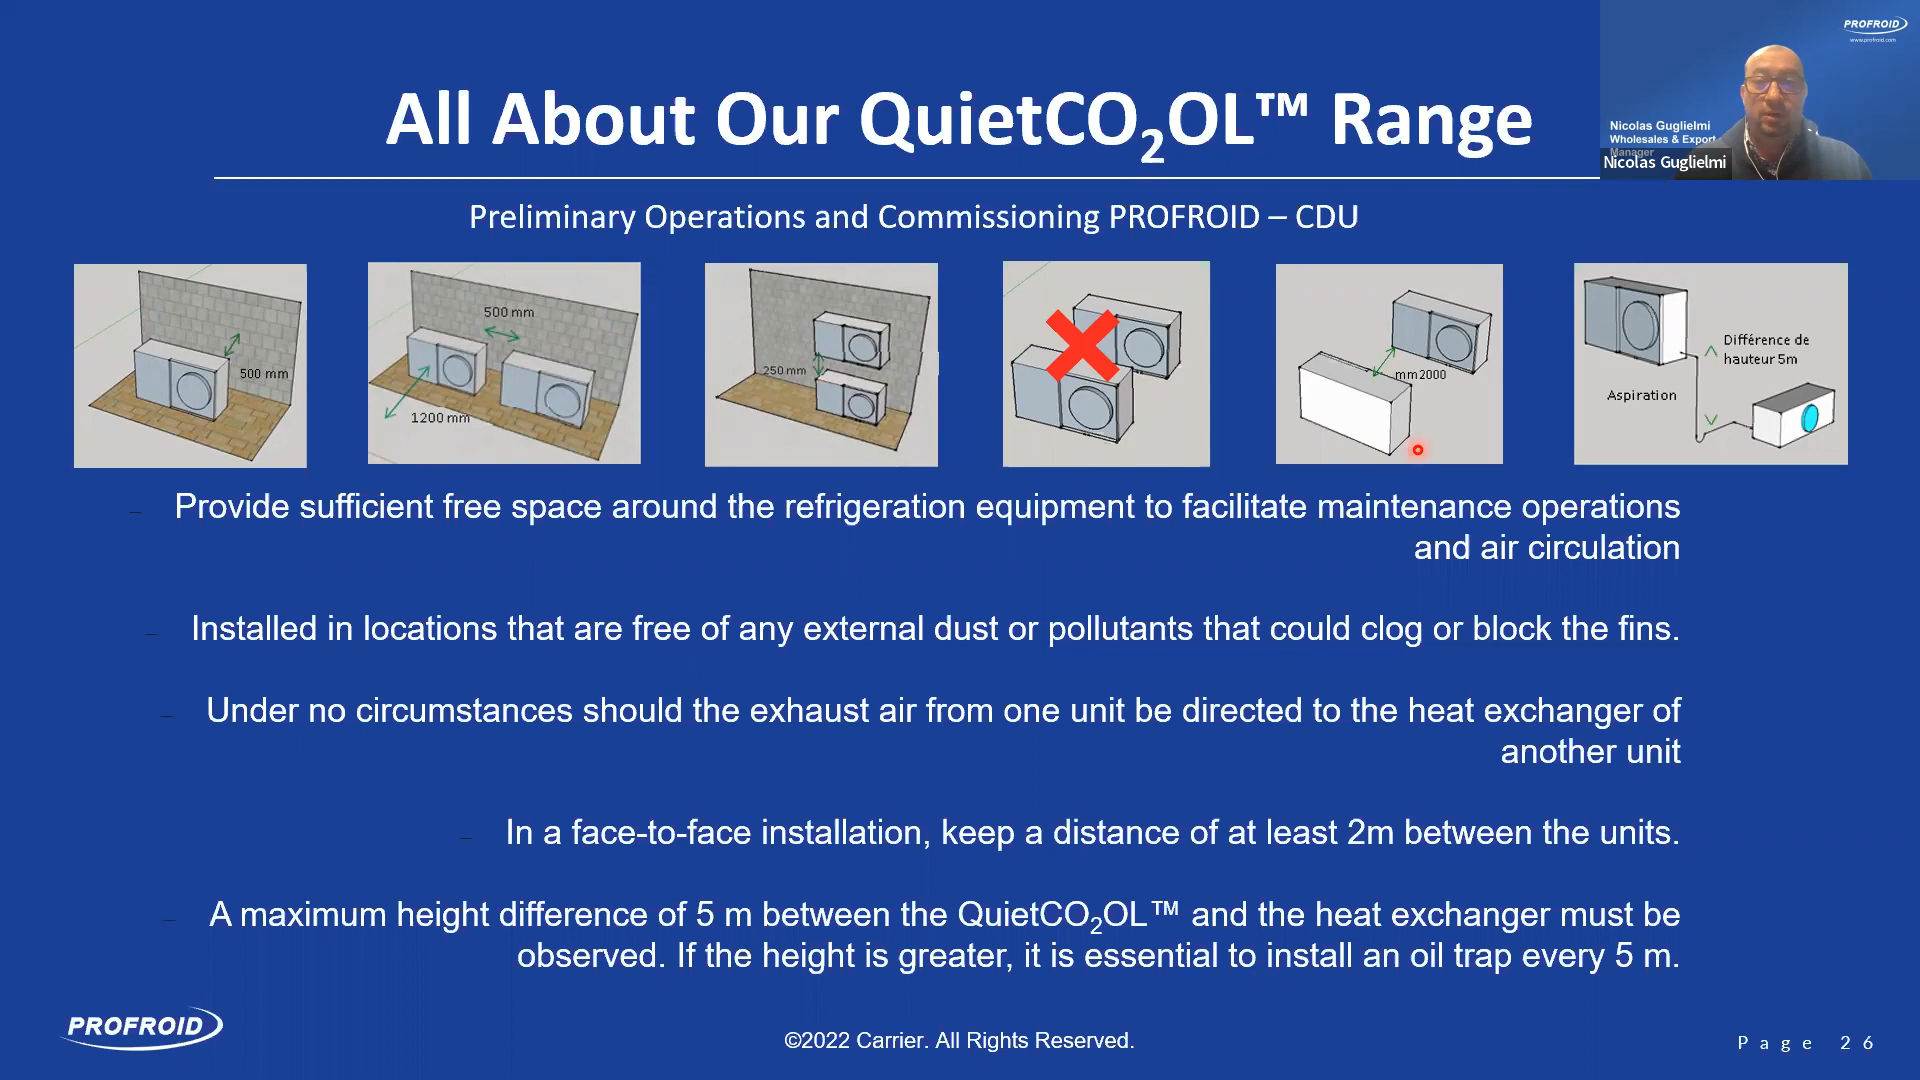 PROFROID
www.profroid.com
All About Our QuietCO₂OL™ Range
Nicolas Guglielmi
Wholesales & Export
Manager
Nicolas Guglielmi
Preliminary Operations and Commissioning PROFROID – CDU
500 mm
500 mm
1200 mm
250 mm
mm2000
Différence de
hauteur 5m
Aspiration
– Provide sufficient free space around the refrigeration equipment to facilitate maintenance operations
and air circulation
– Installed in locations that are free of any external dust or pollutants that could clog or block the fins.
– Under no circumstances should the exhaust air from one unit be directed to the heat exchanger of
another unit
– In a face-to-face installation, keep a distance of at least 2m between the units.
– A maximum height difference of 5 m between the QuietCO₂OL™ and the heat exchanger must be
observed. If the height is greater, it is essential to install an oil trap every 5 m.
PROFROID
©2022 Carrier. All Rights Reserved.
Page 26